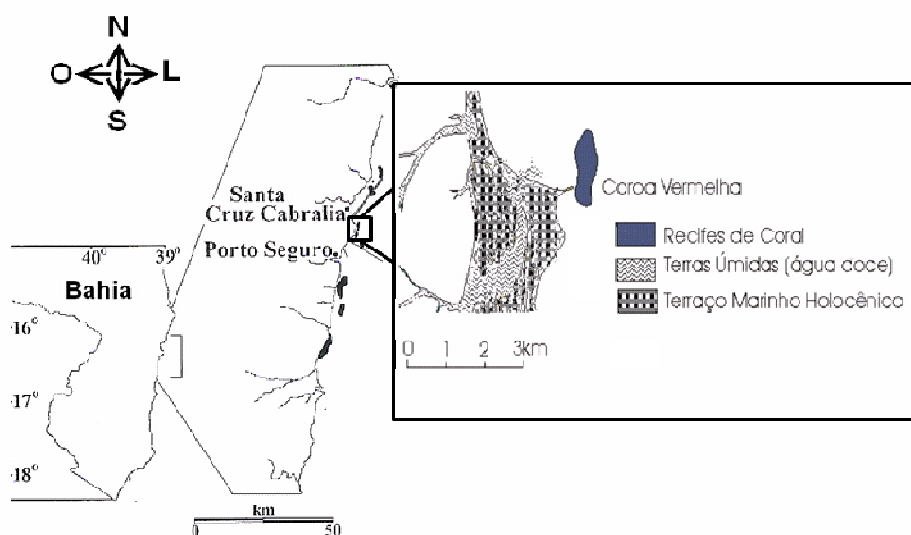 N
O L
S
Santa
Cruz Cabralia
Porto Seguro
40° 39°
Bahia
16°
17°
18°
km
0 50
Coroa Vermelha
Recifes de Coral
Terras Úmidas (água doce)
Terraço Marinho Holocênico
0 1 2 3km